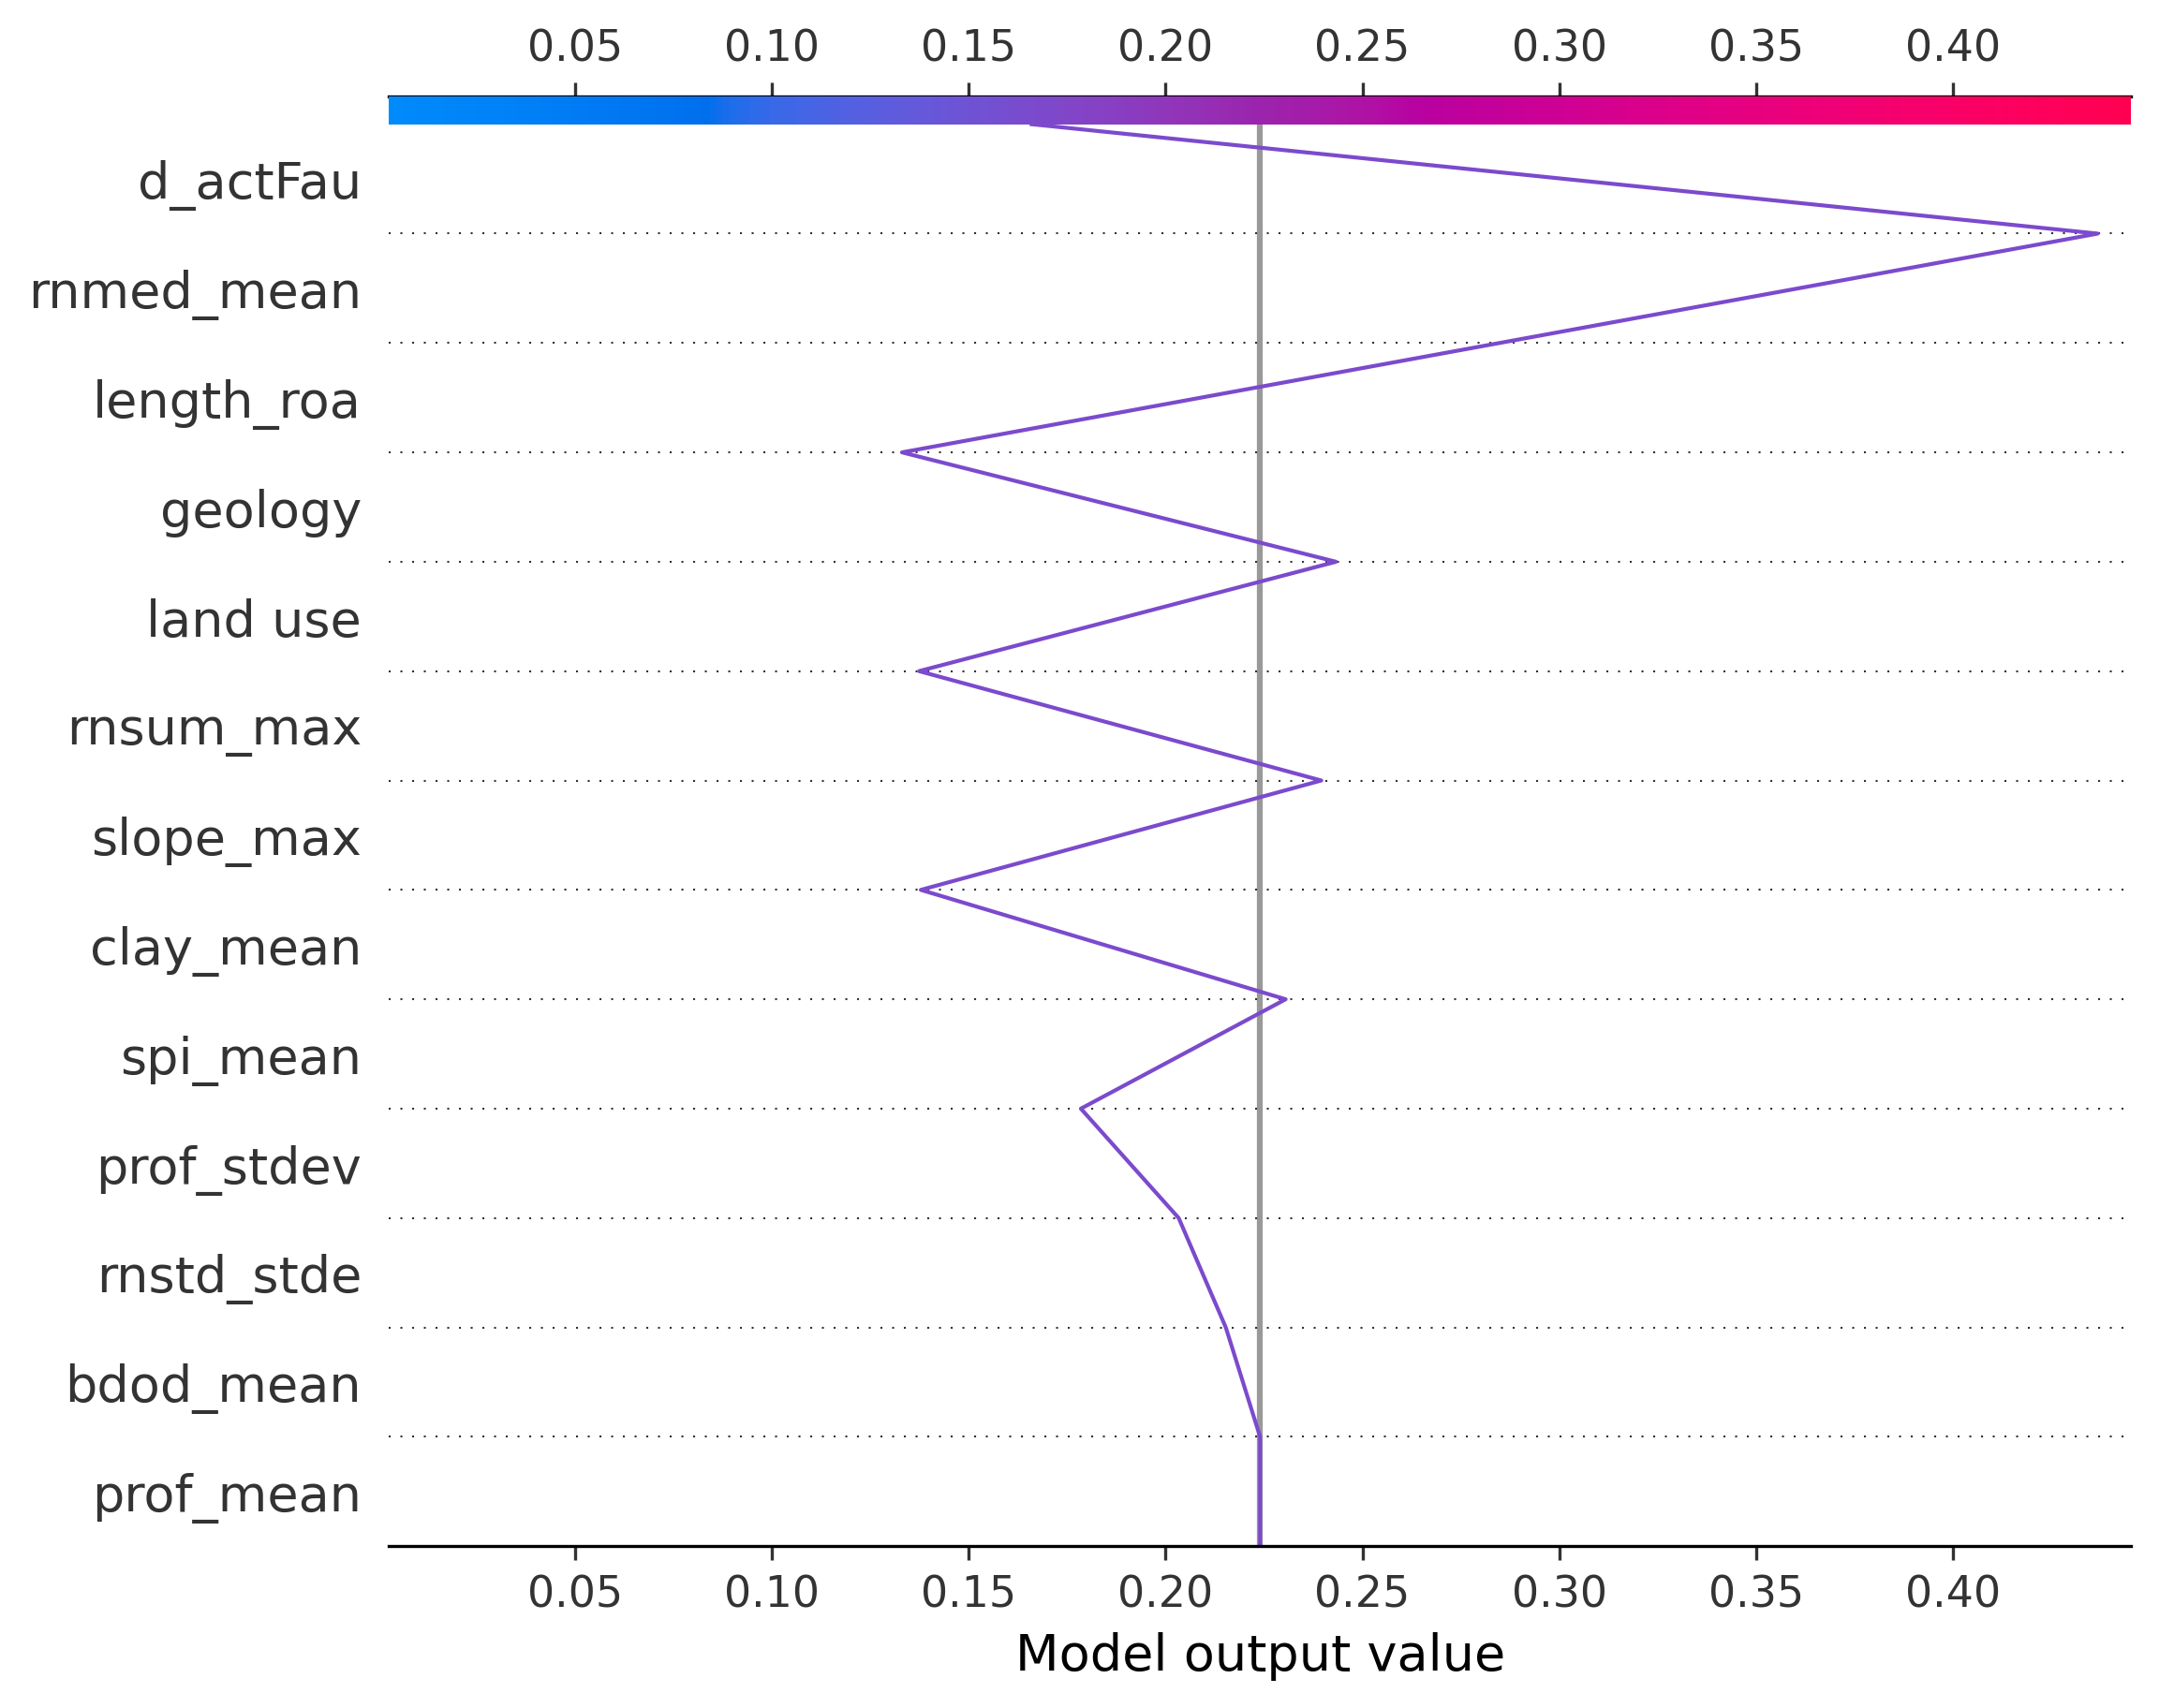 0.05 0.10 0.15 0.20 0.25 0.30 0.35 0.40
d_actFau
rnmed_mean
length_roa
geology
land use
rnsum_max
slope_max
clay_mean
spi_mean
prof_stdev
rnstd_stde
bdod_mean
prof_mean
0.05 0.10 0.15 0.20 0.25 0.30 0.35 0.40
Model output value